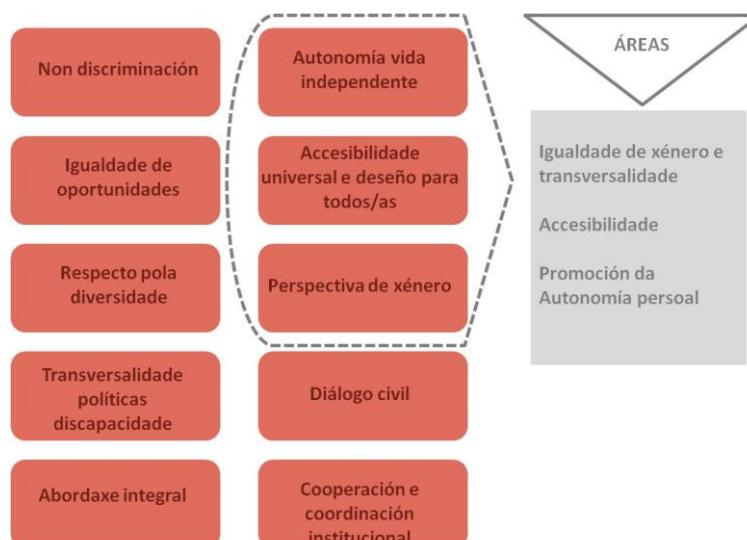 Non discriminación
Igualdade de
oportunidades
Respecto pola
diversidade
Transversalidade
políticas
discapacidade
Abordaxe integral
Autonomía vida
independente
Accesibilidade
universal e deseño para
todos/as
Perspectiva de xénero
Diálogo civil
Cooperación e
coordinación
institucional
ÁREAS
Igualdade de xénero e
transversalidade
Accesibilidade
Promoción da
Autonomía persoal